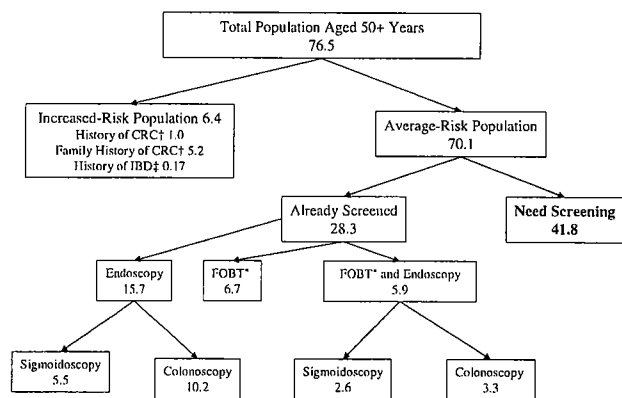 Total Population Aged 50+ Years
76.5
Increased-Risk Population 6.4
History of CRC† 1.0
Family History of CRC† 5.2
History of IBD‡ 0.17
Average-Risk Population
70.1
Already Screened
28.3
Need Screening
41.8
Endoscopy
15.7
FOBT*
6.7
FOBT* and Endoscopy
5.9
Sigmoidoscopy
5.5
Colonoscopy
10.2
Sigmoidoscopy
2.6
Colonoscopy
3.3